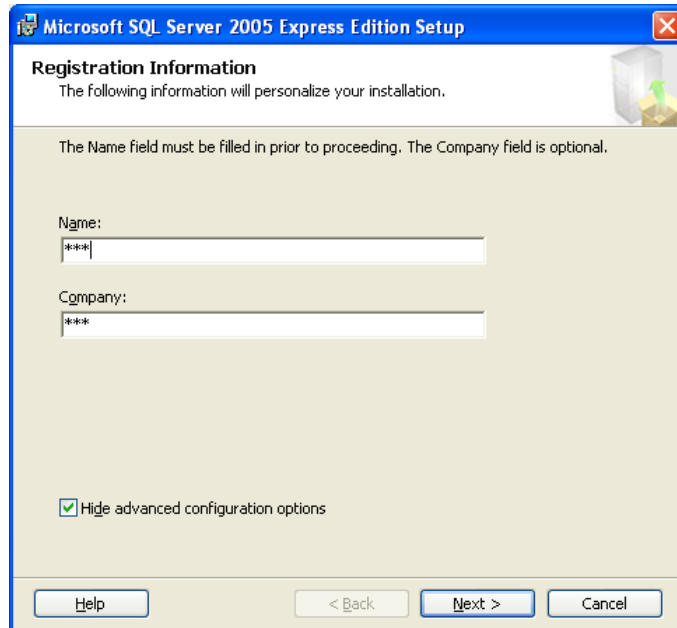 Microsoft SQL Server 2005 Express Edition Setup
Registration Information
The following information will personalize your installation.
The Name field must be filled in prior to proceeding. The Company field is optional.
Name:
***
Company:
***
Hide advanced configuration options
Help
< Back
Next >
Cancel